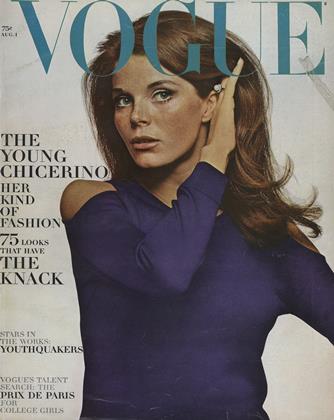 VOGUE
75¢
AUG. 1
THE
YOUNG
CHICERINO
HER
KIND
OF
FASHION
75 LOOKS
THAT HAVE
THE
KNACK
STARS IN
THE WORKS:
YOUTHQUAKERS
VOGUE'S TALENT
SEARCH: THE
PRIX DE PARIS
FOR
COLLEGE GIRLS